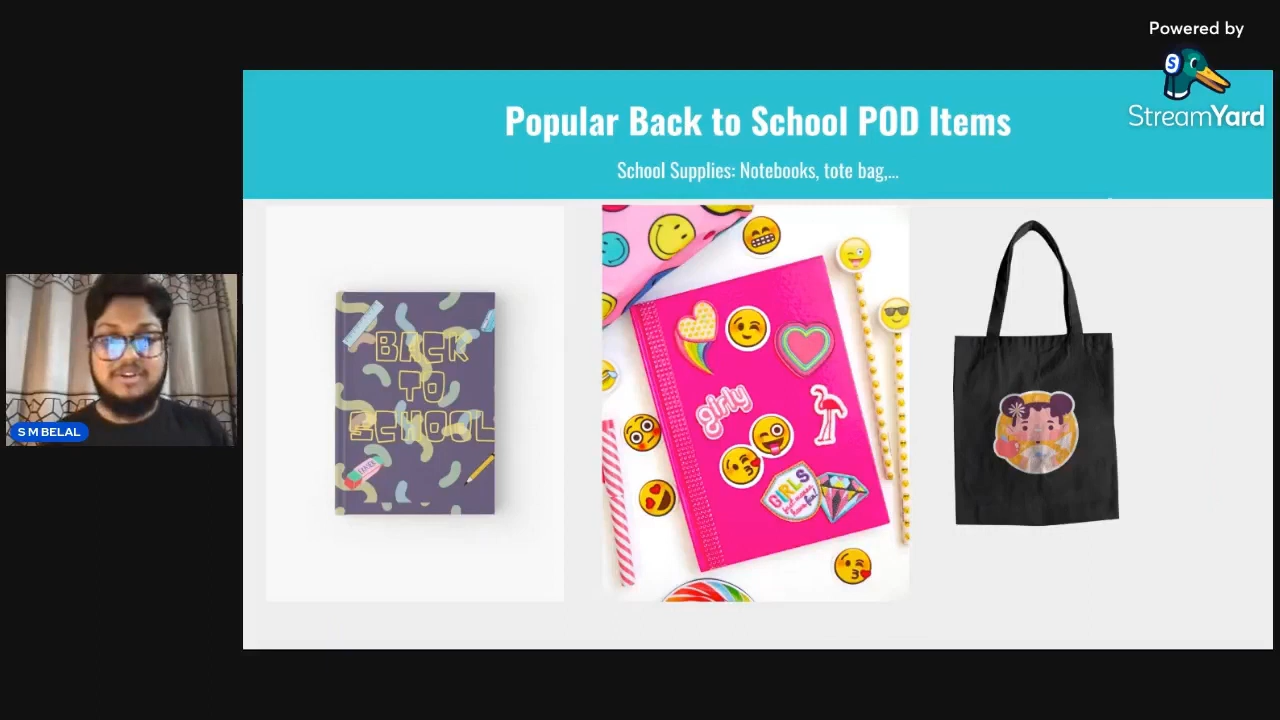 Powered by
S
StreamYard
Popular Back to School POD Items
School Supplies: Notebooks, tote bag,...
BACK
TO
SCHOOL
girly
GIRLS
S M BELAL